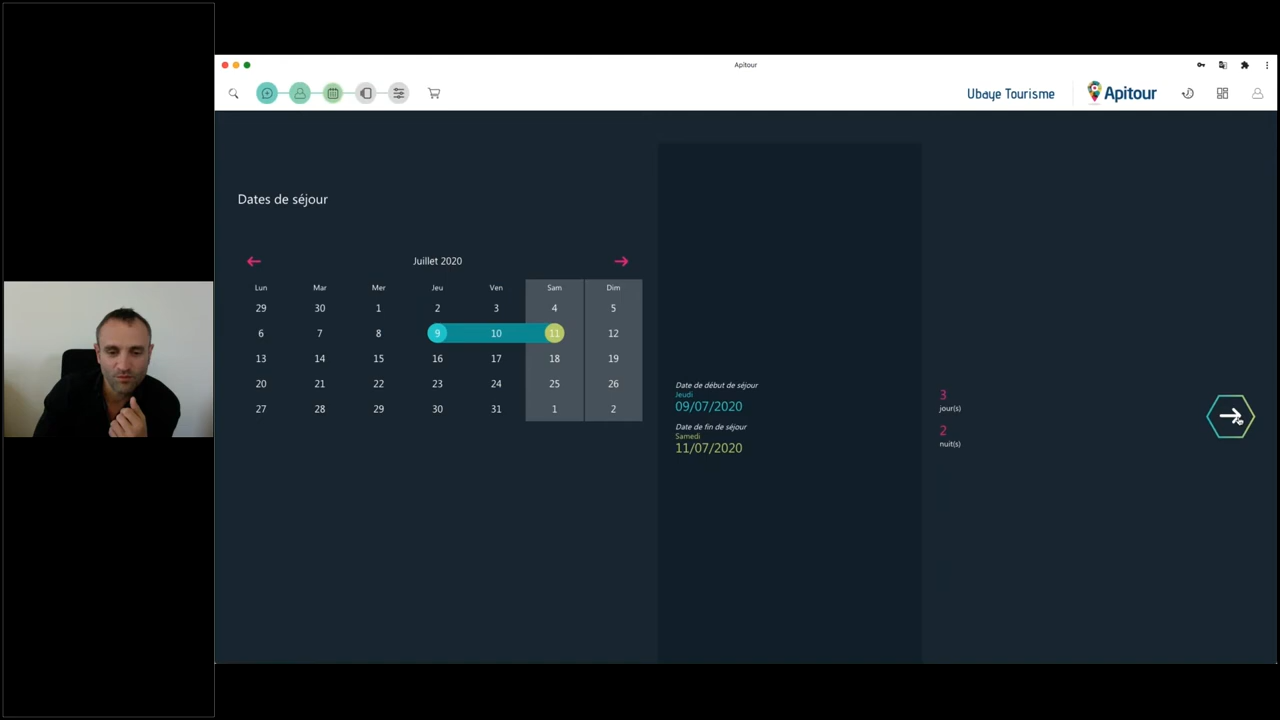 Apitour
Ubaye Tourisme
Apitour
Dates de séjour
Juillet 2020
Lun Mar Mer Jeu Ven Sam Dim
29 30 1 2 3 4 5
6 7 8 9 10 11 12
13 14 15 16 17 18 19
20 21 22 23 24 25 26
27 28 29 30 31 1 2
Date de début de séjour
Jeudi
09/07/2020
Date de fin de séjour
Samedi
11/07/2020
3
jour(s)
2
nuit(s)